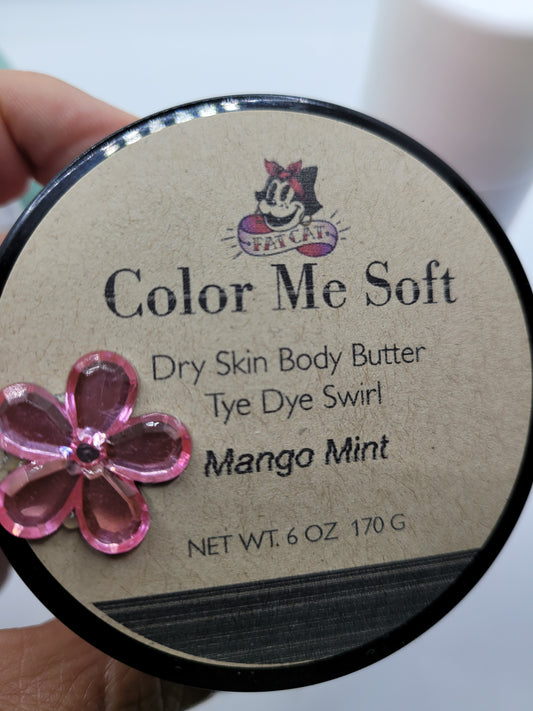 FAT CAT
Color Me Soft
Dry Skin Body Butter
Tye Dye Swirl
Mango Mint
NET WT. 6 OZ 170 G